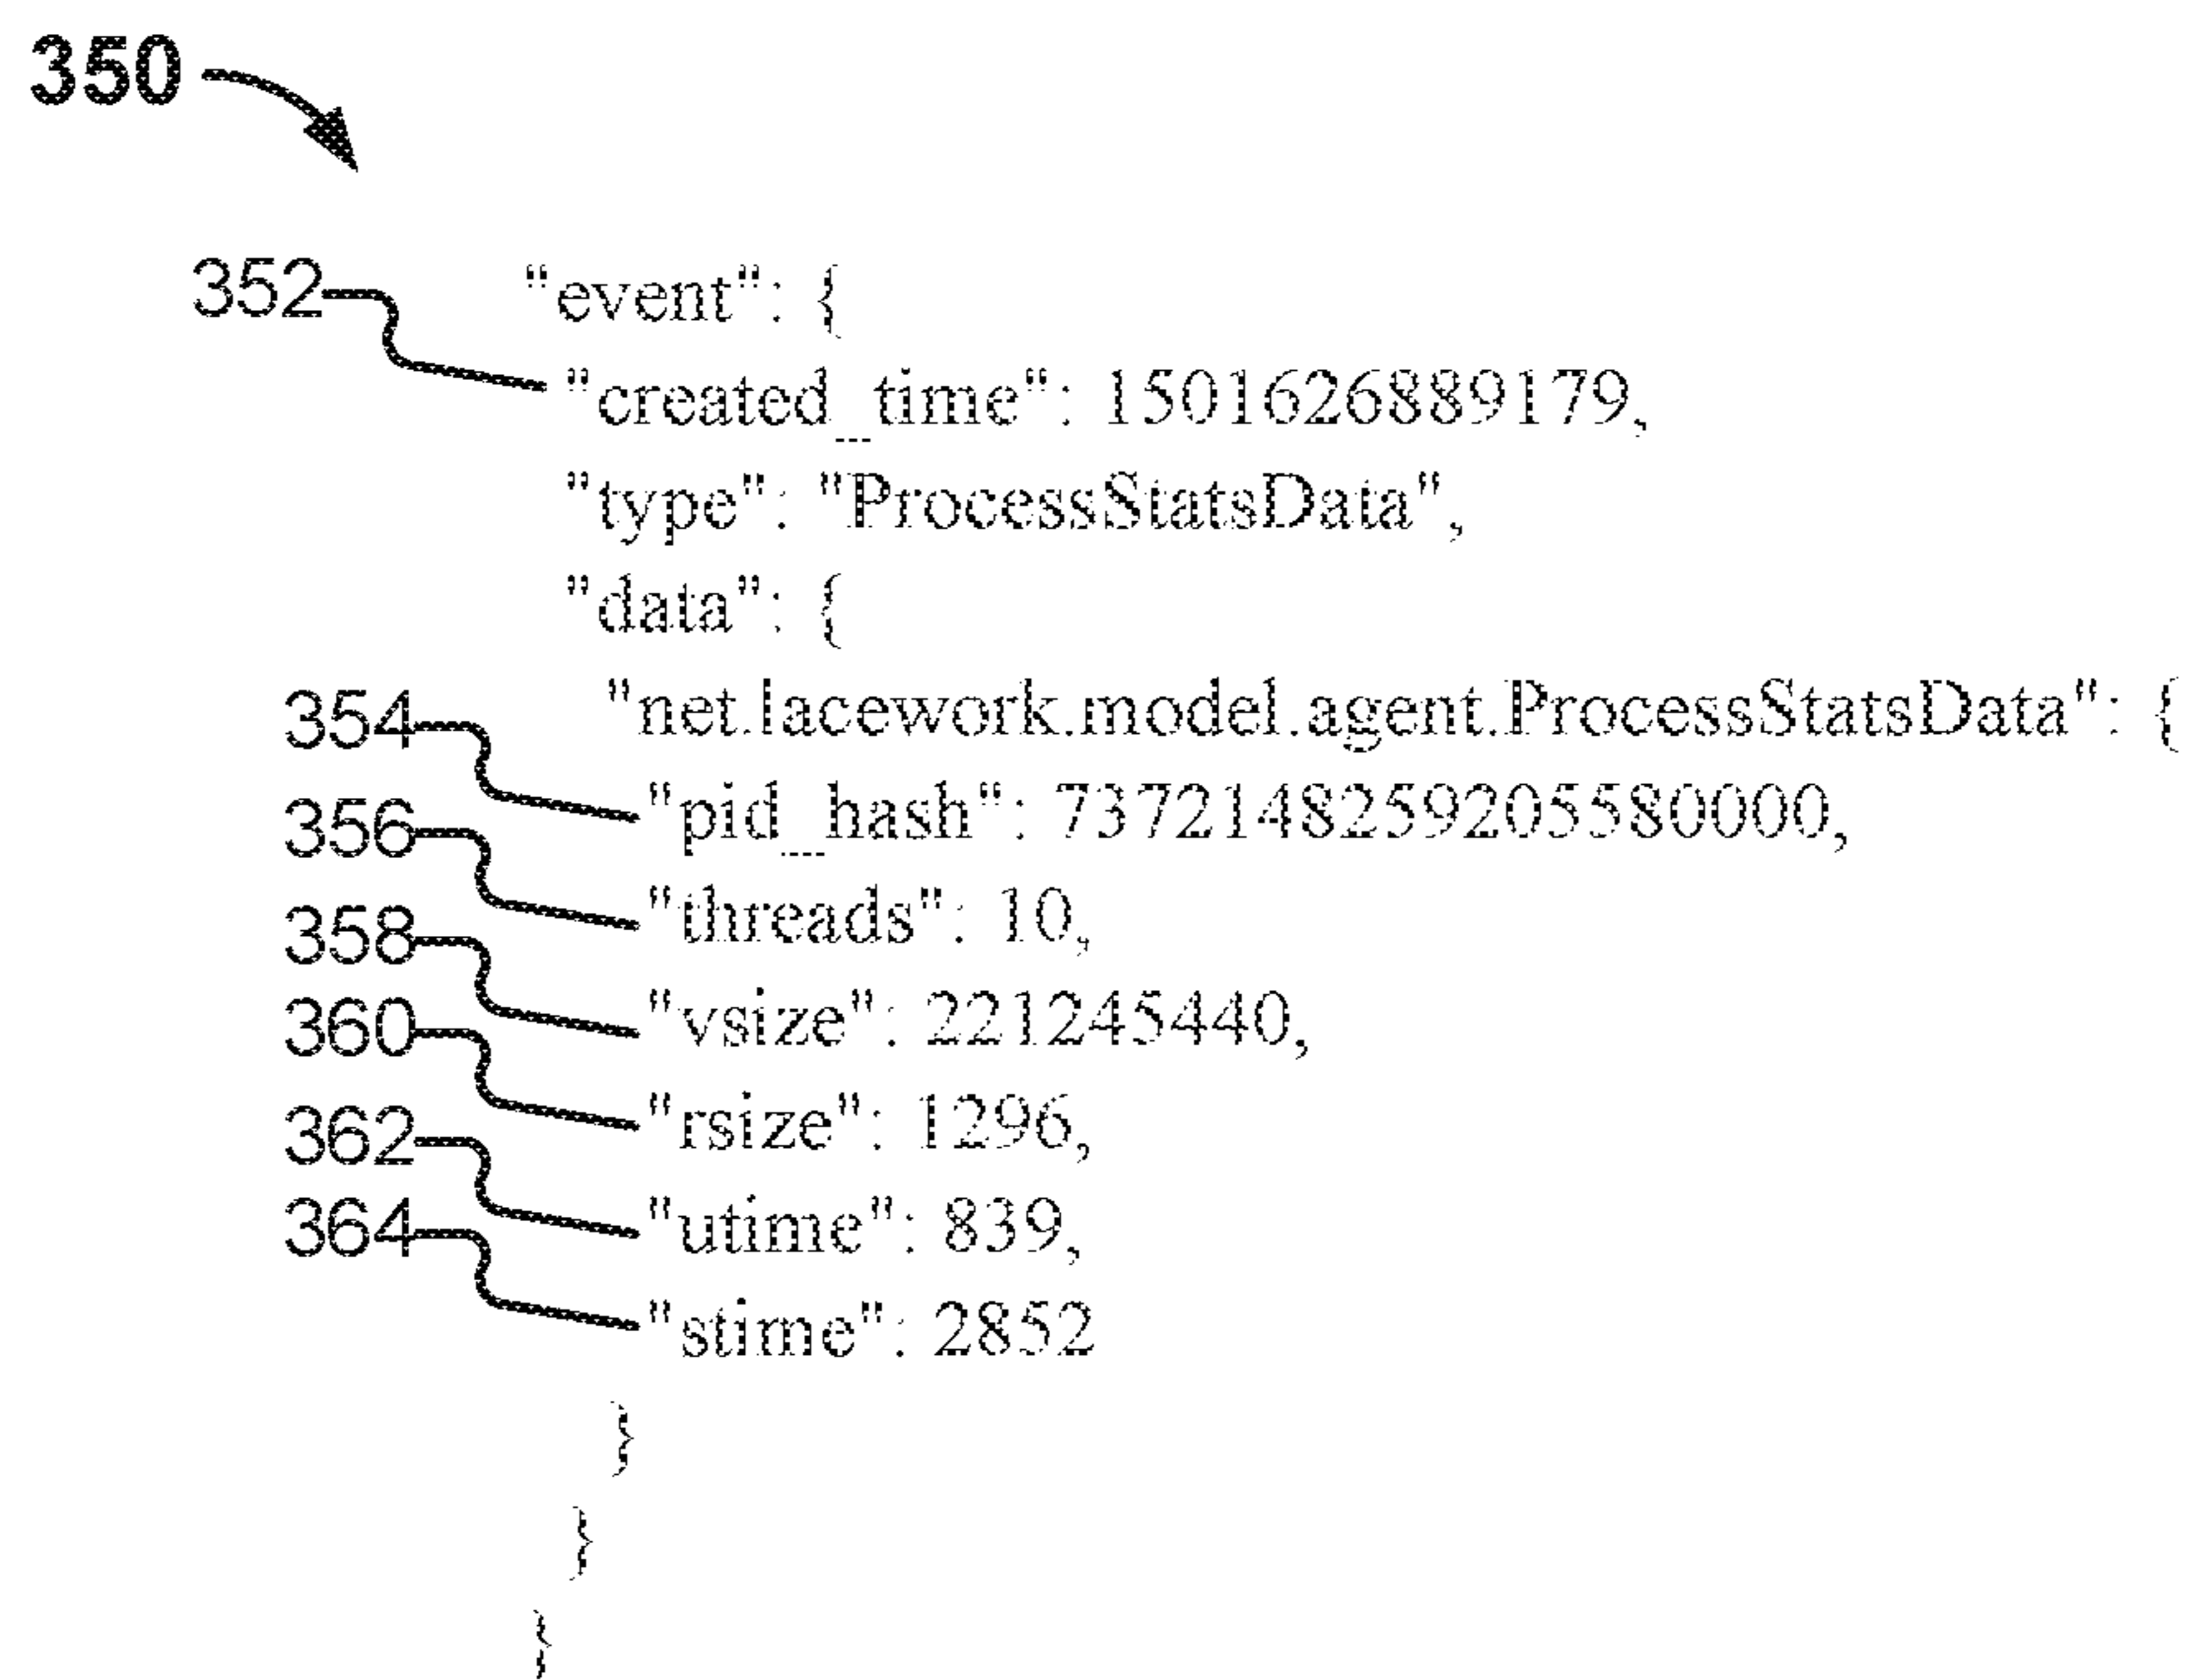 350
352 "event": {
"created_time": 1501626889179,
"type": "ProcessStatsData",
"data": {
"net.lacework.model.agent.ProcessStatsData": {
354 "pid_hash": 7372148259205580000,
356 "threads": 10,
358 "vsize": 221245440,
360 "rsize": 1296,
362 "utime": 839,
364 "stime": 2852
}
}
}